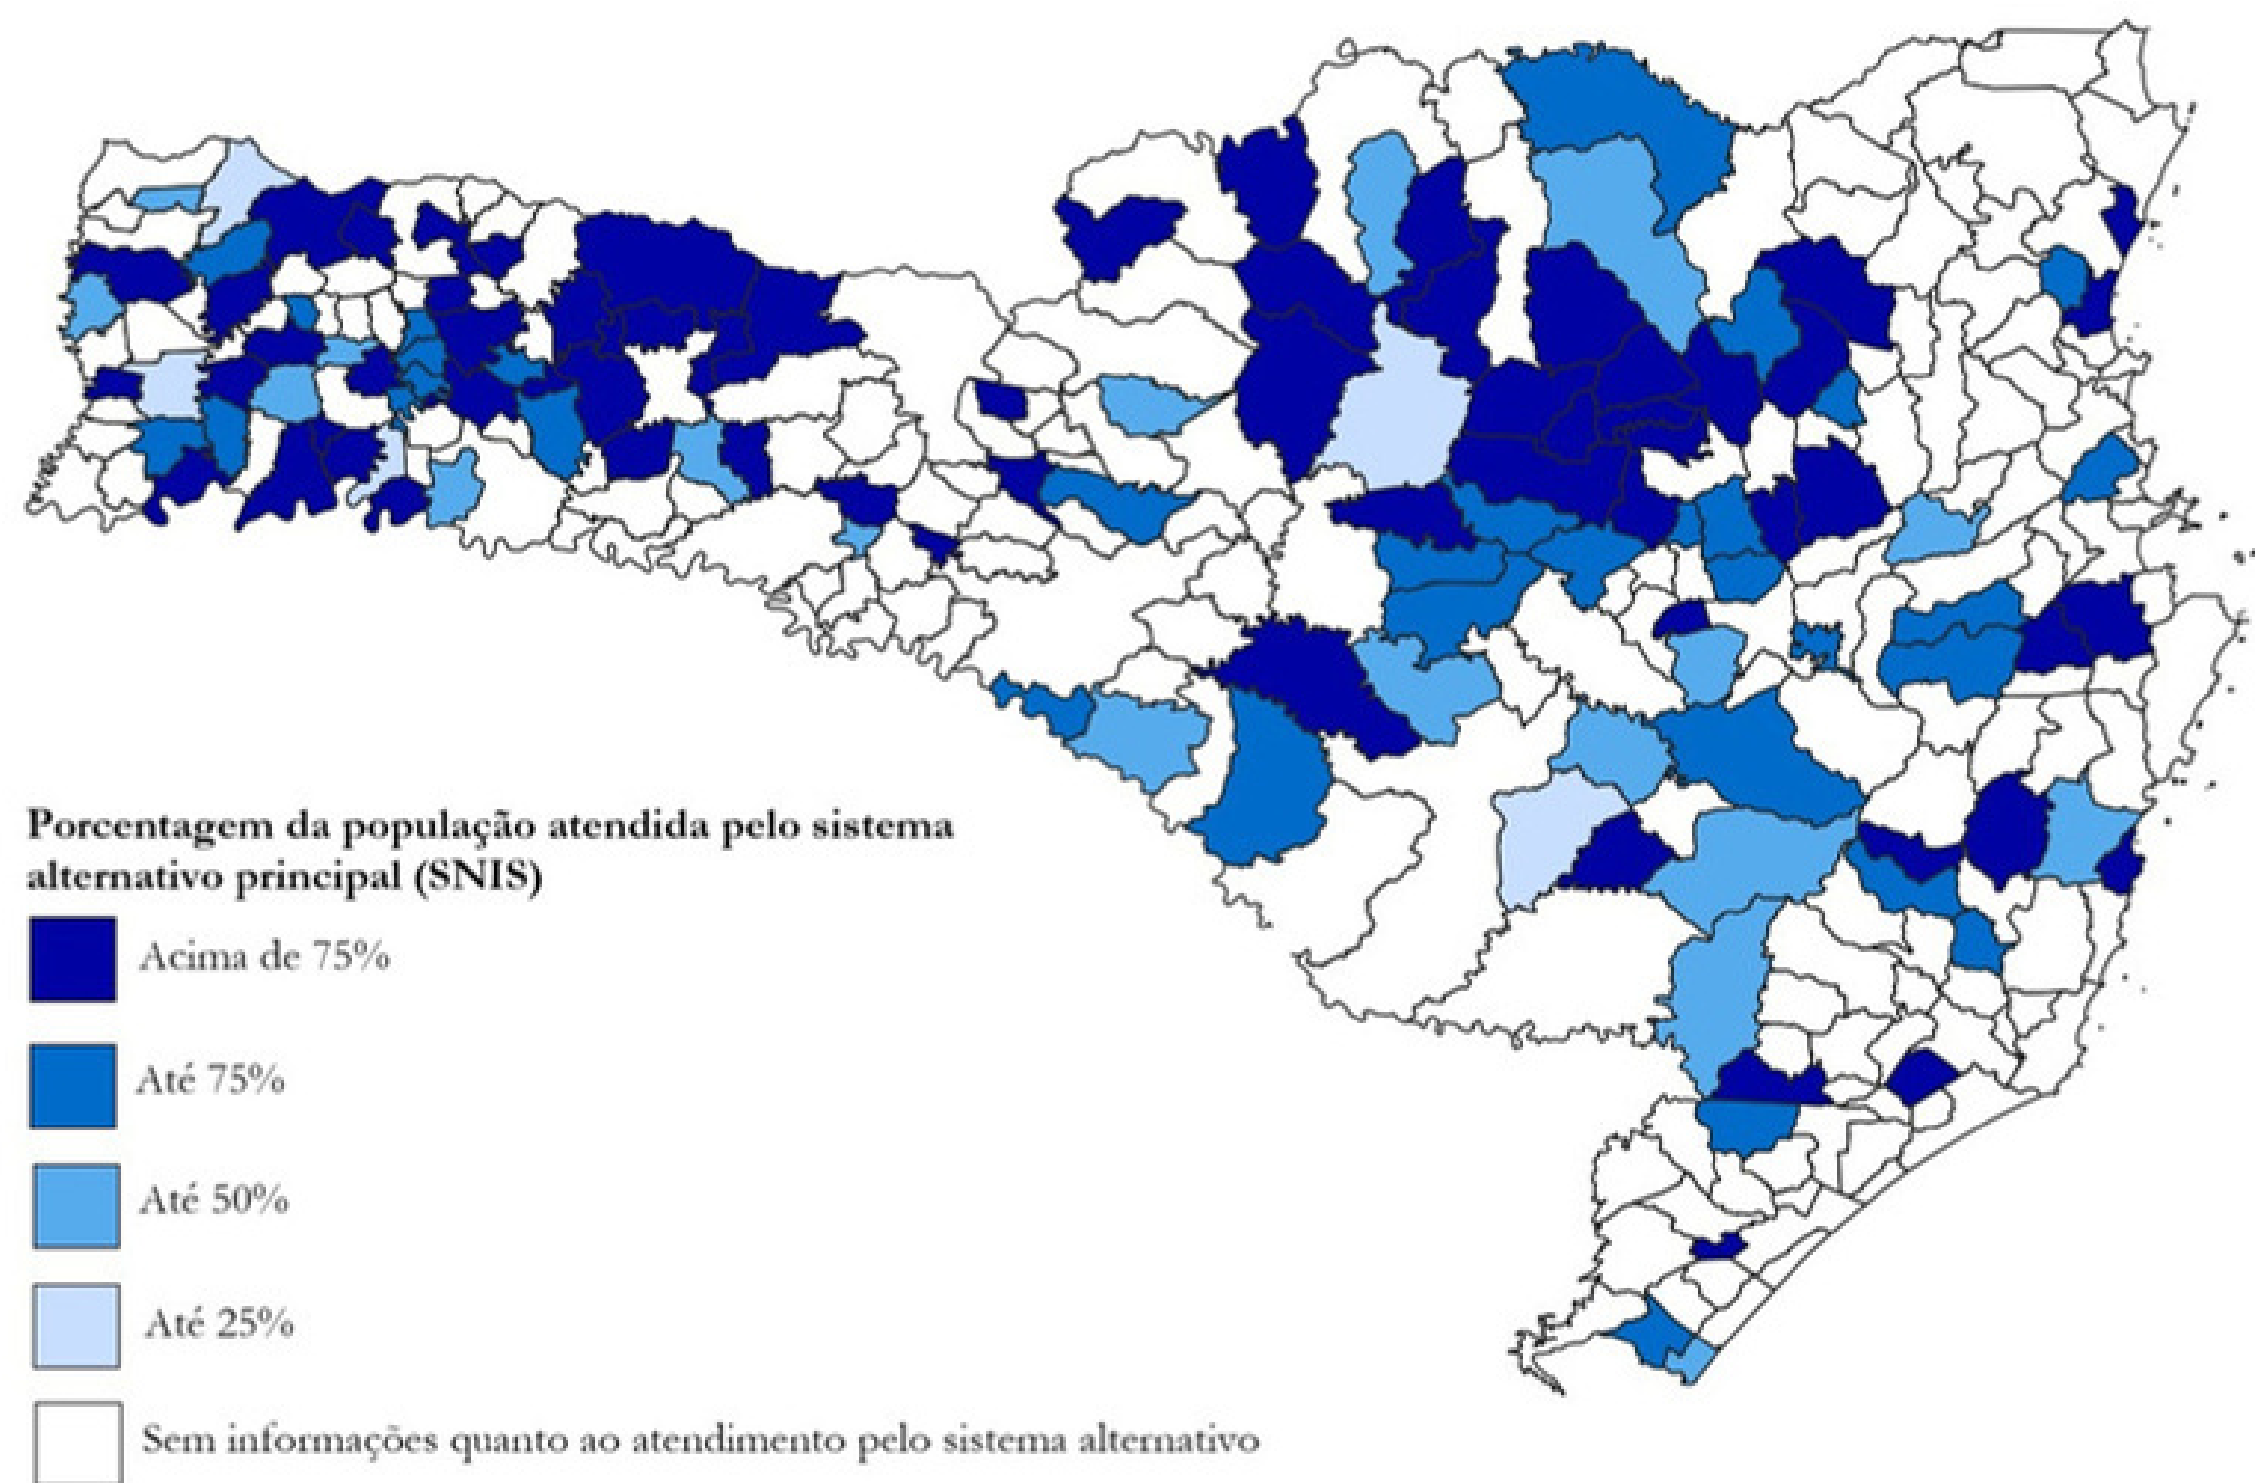 Porcentagem da população atendida pelo sistema
alternativo principal (SNIS)
Acima de 75%
Até 75%
Até 50%
Até 25%
Sem informações quanto ao atendimento pelo sistema alternativo